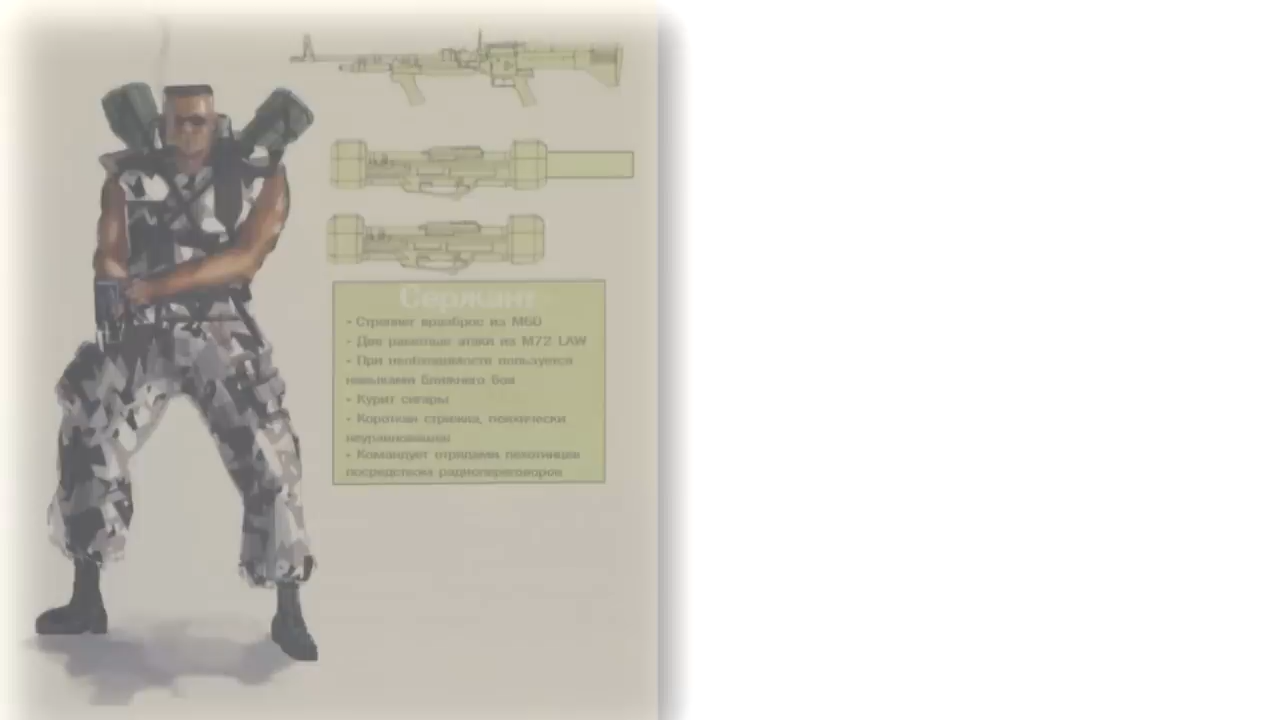 Сержант
- Стреляет вразброс из M60
- Две ракетные атаки из M72 LAW
- При необходимости пользуется
навыками ближнего боя
- Курит сигары
- Короткая стрижка, психически
неуравновешен
- Командует отрядами пехотинцев
посредством радиопереговоров